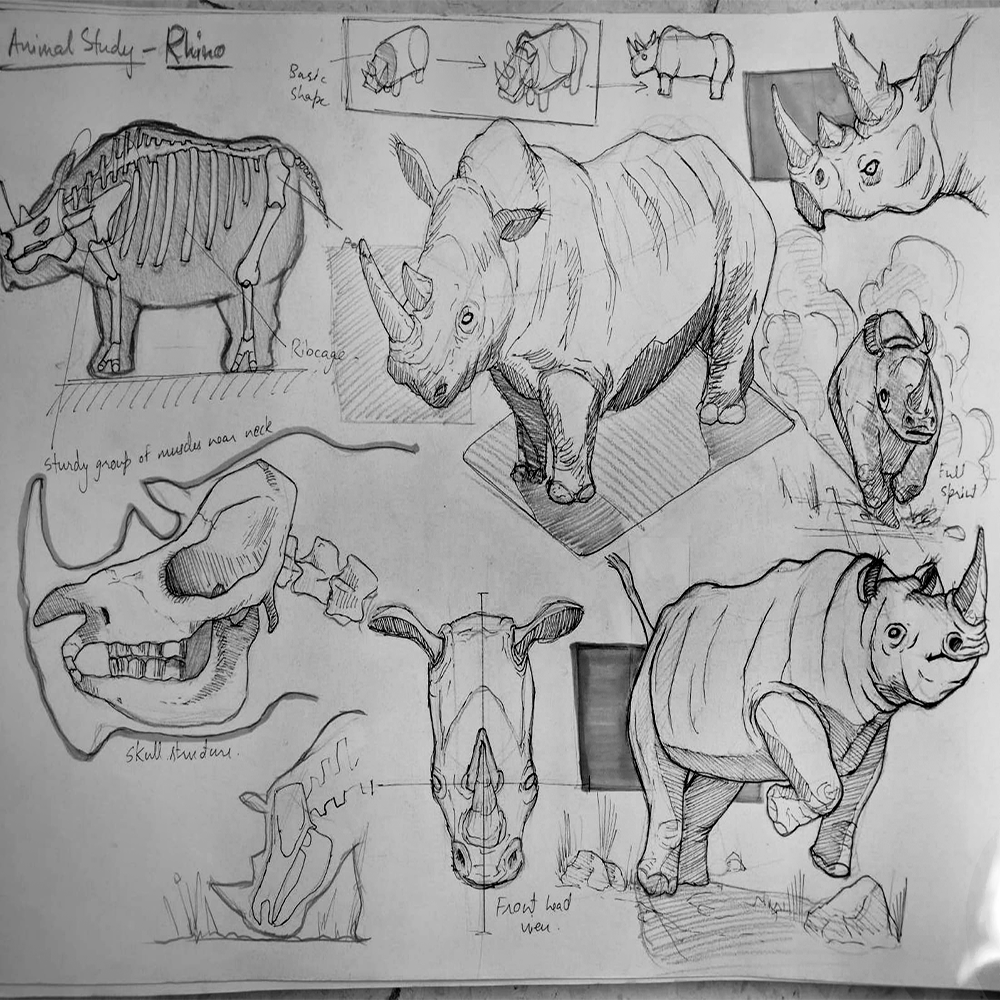 Animal Study - Rhino
Basic
shape
Ribcage
Sturdy group of muscles near neck
Full
Sprint
Skull structure.
Front head
view.